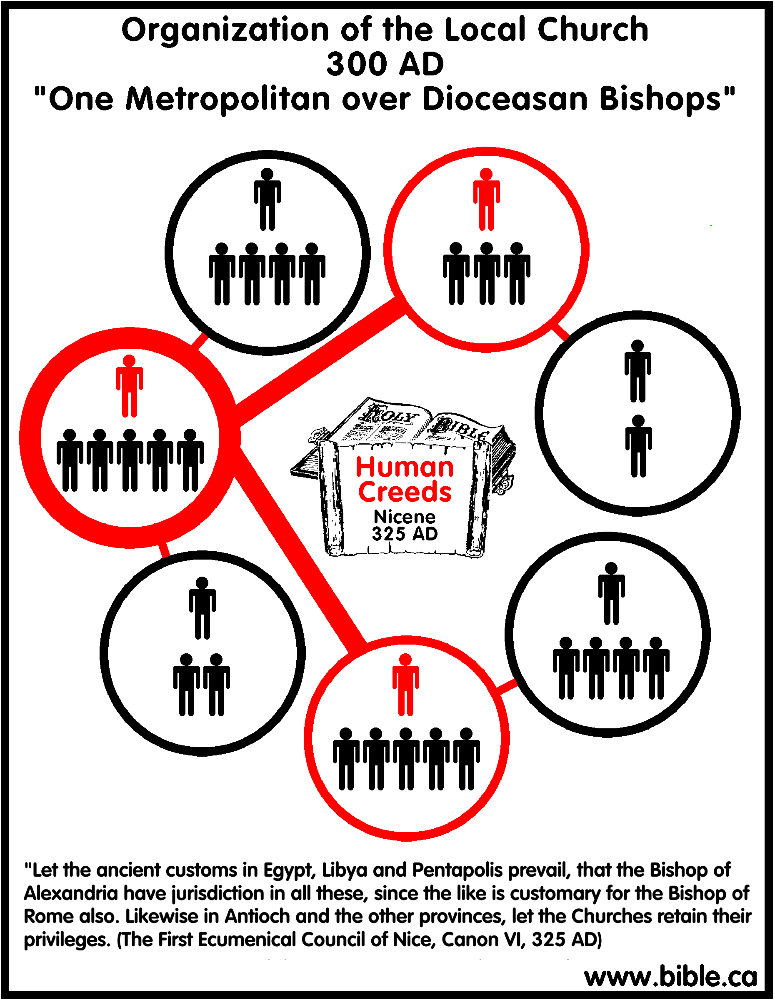 Organization of the Local Church
300 AD
"One Metropolitan over Dioceasan Bishops"
HOLY BIBLE
Human
Creeds
Nicene
325 AD
"Let the ancient customs in Egypt, Libya and Pentapolis prevail, that the Bishop of
Alexandria have jurisdiction in all these, since the like is customary for the Bishop of
Rome also. Likewise in Antioch and the other provinces, let the Churches retain their
privileges. (The First Ecumenical Council of Nice, Canon VI, 325 AD)
www.bible.ca